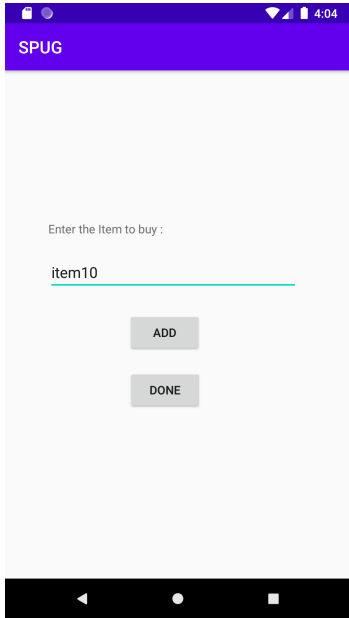 4:04
SPUG
Enter the Item to buy :
item10
ADD
DONE